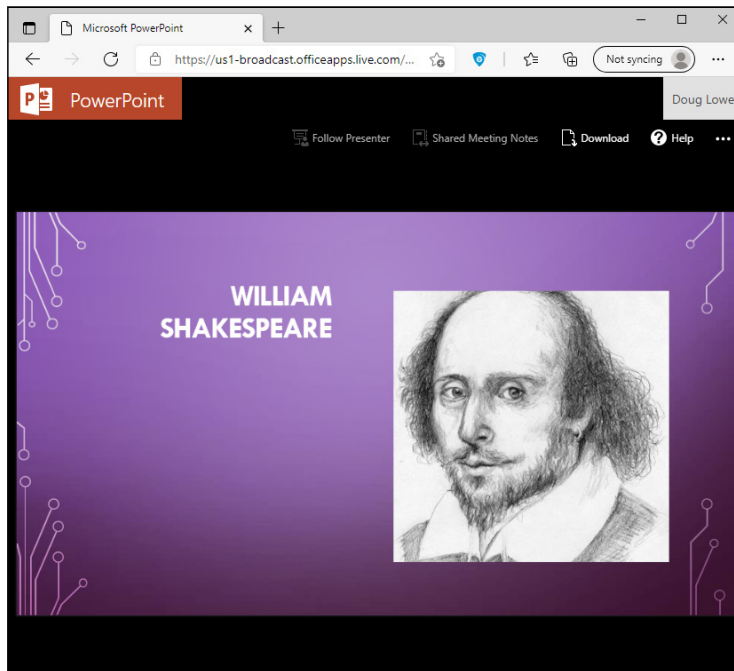 Microsoft PowerPoint
https://us1-broadcast.officeapps.live.com/...
Not syncing
PowerPoint
Doug Lowe
Follow Presenter
Shared Meeting Notes
Download
Help
WILLIAM
SHAKESPEARE